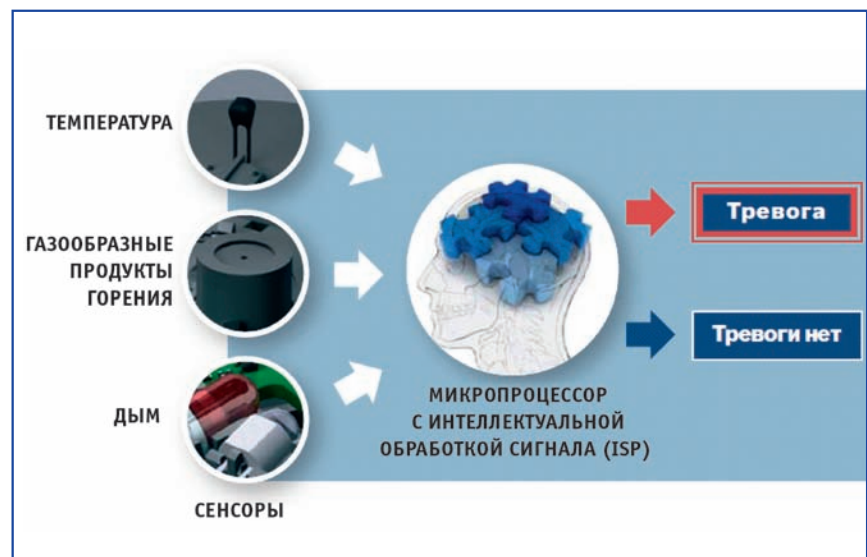 ТЕМПЕРАТУРА
ГАЗООБРАЗНЫЕ
ПРОДУКТЫ
ГОРЕНИЯ
ДЫМ
СЕНСОРЫ
МИКРОПРОЦЕССОР
С ИНТЕЛЛЕКТУАЛЬНОЙ
ОБРАБОТКОЙ СИГНАЛА (ISP)
Тревога
Тревоги нет